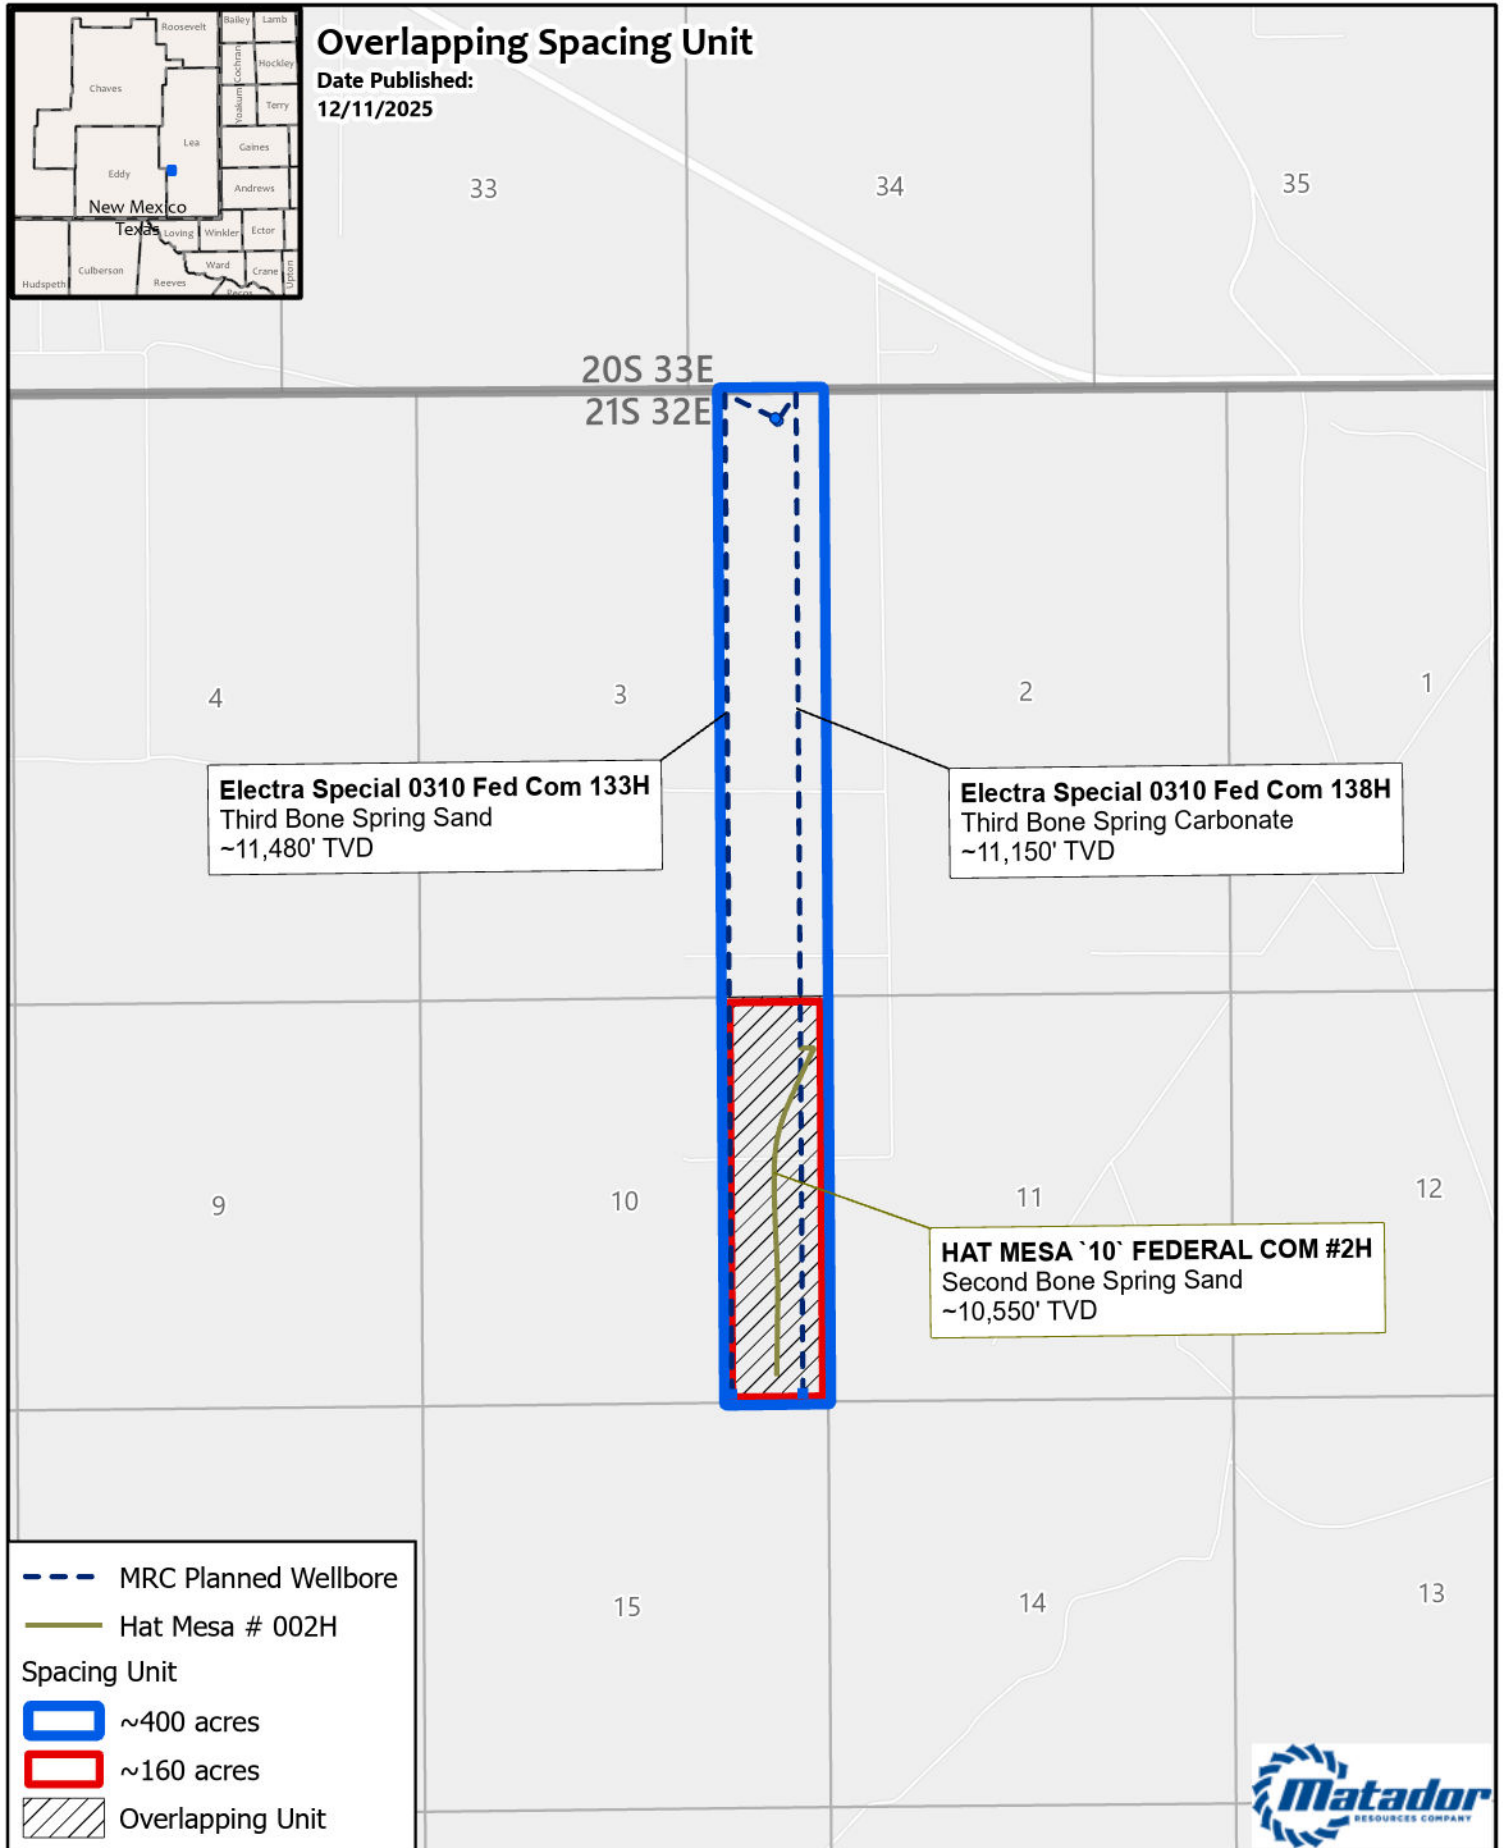 Overlapping Spacing Unit
Date Published:
12/11/2025
Roosevelt
Bailey
Lamb
Cochran
Hockley
Chaves
Yoakum
Terry
Lea
Gaines
Eddy
Andrews
New Mexico
Texas
Loving
Winkler
Ector
Hudspeth
Culberson
Reeves
Ward
Crane
Upton
Pecos
33
34
35
20S 33E
21S 32E
4
3
2
1
Electra Special 0310 Fed Com 133H
Third Bone Spring Sand
~11,480' TVD
Electra Special 0310 Fed Com 138H
Third Bone Spring Carbonate
~11,150' TVD
9
10
11
12
HAT MESA `10` FEDERAL COM #2H
Second Bone Spring Sand
~10,550' TVD
15
14
13
MRC Planned Wellbore
Hat Mesa # 002H
Spacing Unit
~400 acres
~160 acres
Overlapping Unit
Matador
RESOURCES COMPANY